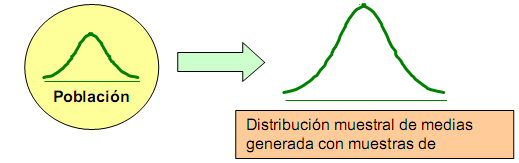 Población
Distribución muestral de medias
generada con muestras de